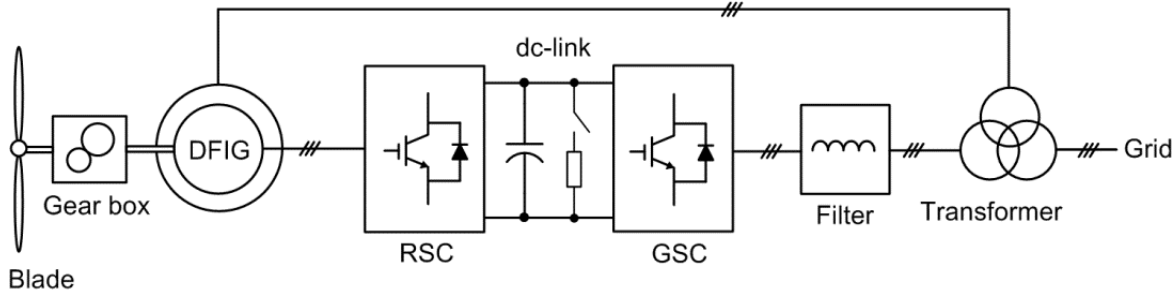 dc-link
DFIG
Grid
Gear box
Filter
Transformer
RSC
GSC
Blade